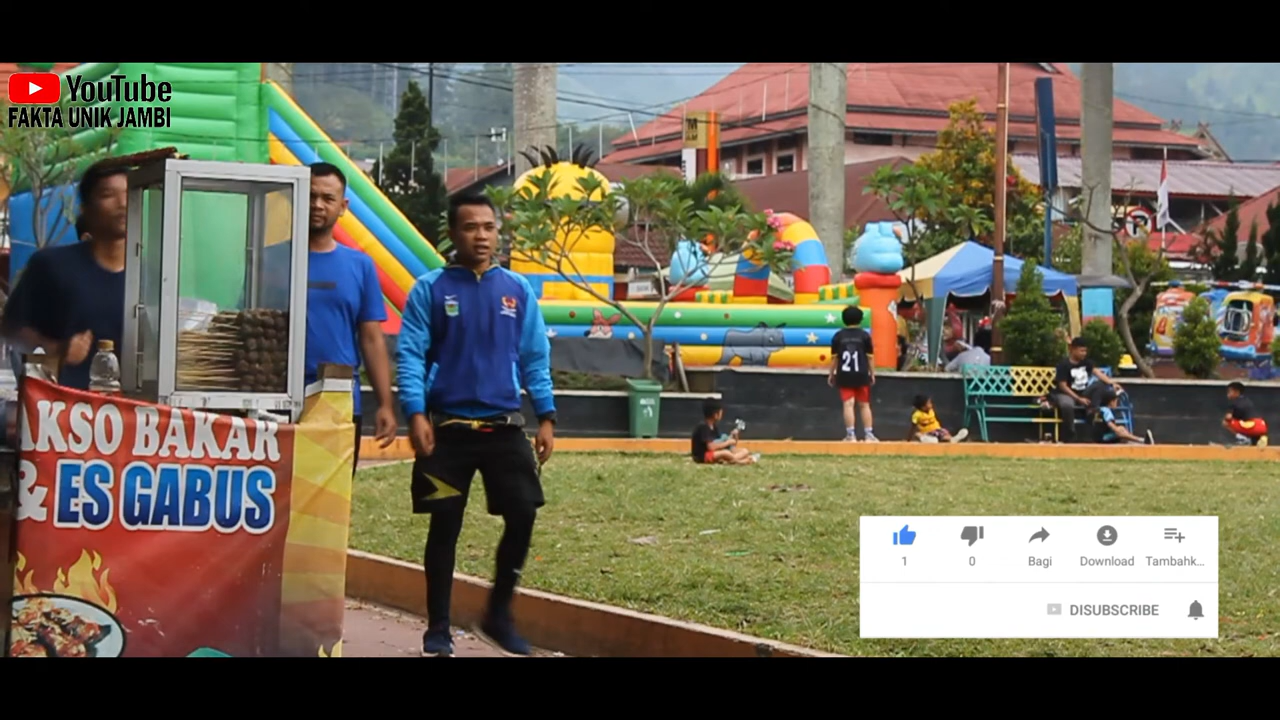 YouTube
FAKTA UNIK JAMBI
AKSO BAKAR
& ES GABUS
21
1
0
Bagi
Download
Tambahk...
DISUBSCRIBE